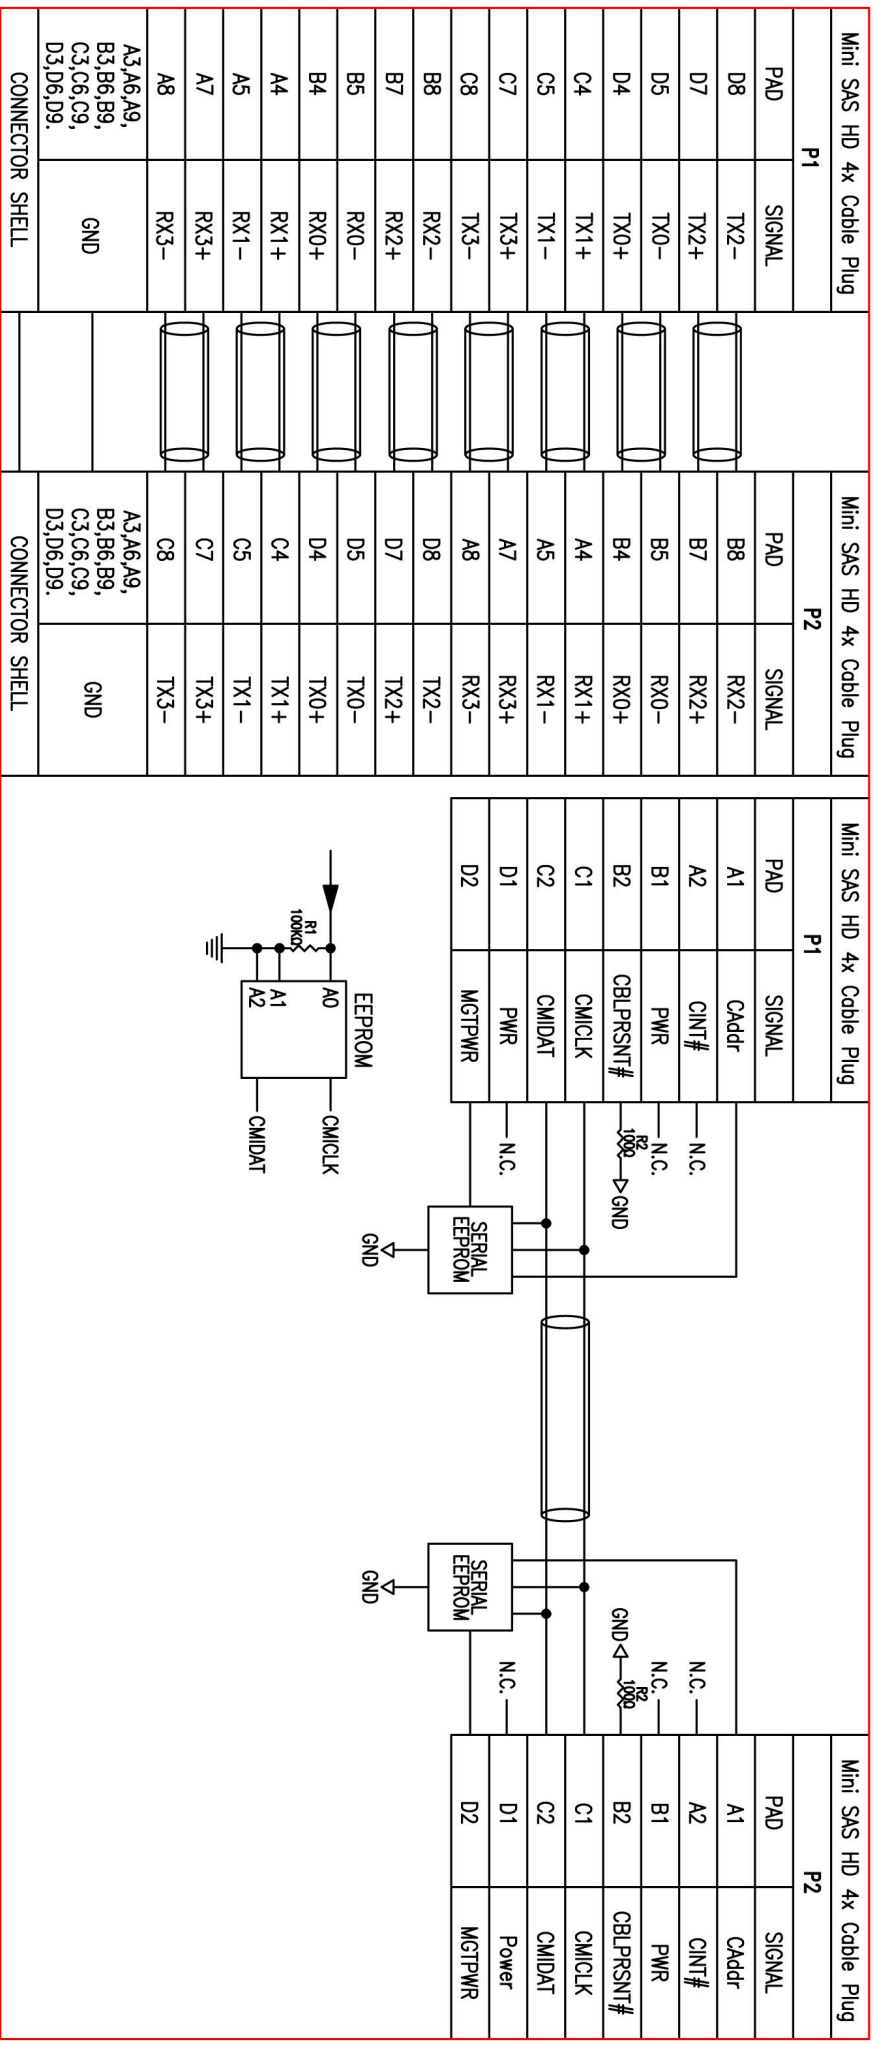 Mini SAS HD 4x Cable Plug Mini SAS HD 4x Cable Plug
P1 P2
PAD SIGNAL PAD SIGNAL
D8 TX2- B8 RX2-
D7 TX2+ B7 RX2+
D5 TX0- B5 RX0-
D4 TX0+ B4 RX0+
C4 TX1+ A4 RX1+
C5 TX1- A5 RX1-
C7 TX3+ A7 RX3+
C8 TX3- A8 RX3-
B8 RX2- D8 TX2-
B7 RX2+ D7 TX2+
B5 RX0- D5 TX0-
B4 RX0+ D4 TX0+
A4 RX1+ C4 TX1+
A5 RX1- C5 TX1-
A7 RX3+ C7 TX3+
A8 RX3- C8 TX3-
A3,A6,A9,
B3,B6,B9,
C3,C6,C9,
D3,D6,D9.
GND
A3,A6,A9,
B3,B6,B9,
C3,C6,C9,
D3,D6,D9.
GND
CONNECTOR SHELL CONNECTOR SHELL
Mini SAS HD 4x Cable Plug Mini SAS HD 4x Cable Plug
P1 P2
PAD SIGNAL PAD SIGNAL
A1 CAddr A1 CAddr
A2 CINT# N.C. N.C. A2 CINT#
B1 PWR N.C. N.C. B1 PWR
R2 R2
100Ω 100Ω
B2 CBLPRSNT# GND GND B2 CBLPRSNT#
C1 CMICLK C1 CMICLK
C2 CMIDAT C2 CMIDAT
D1 PWR N.C. N.C. D1 Power
D2 MGTPWR D2 MGTPWR
SERIAL
EEPROM
GND
SERIAL
EEPROM
GND
EEPROM
A0 CMICLK
R1
100KΩ
A1
A2 CMIDAT